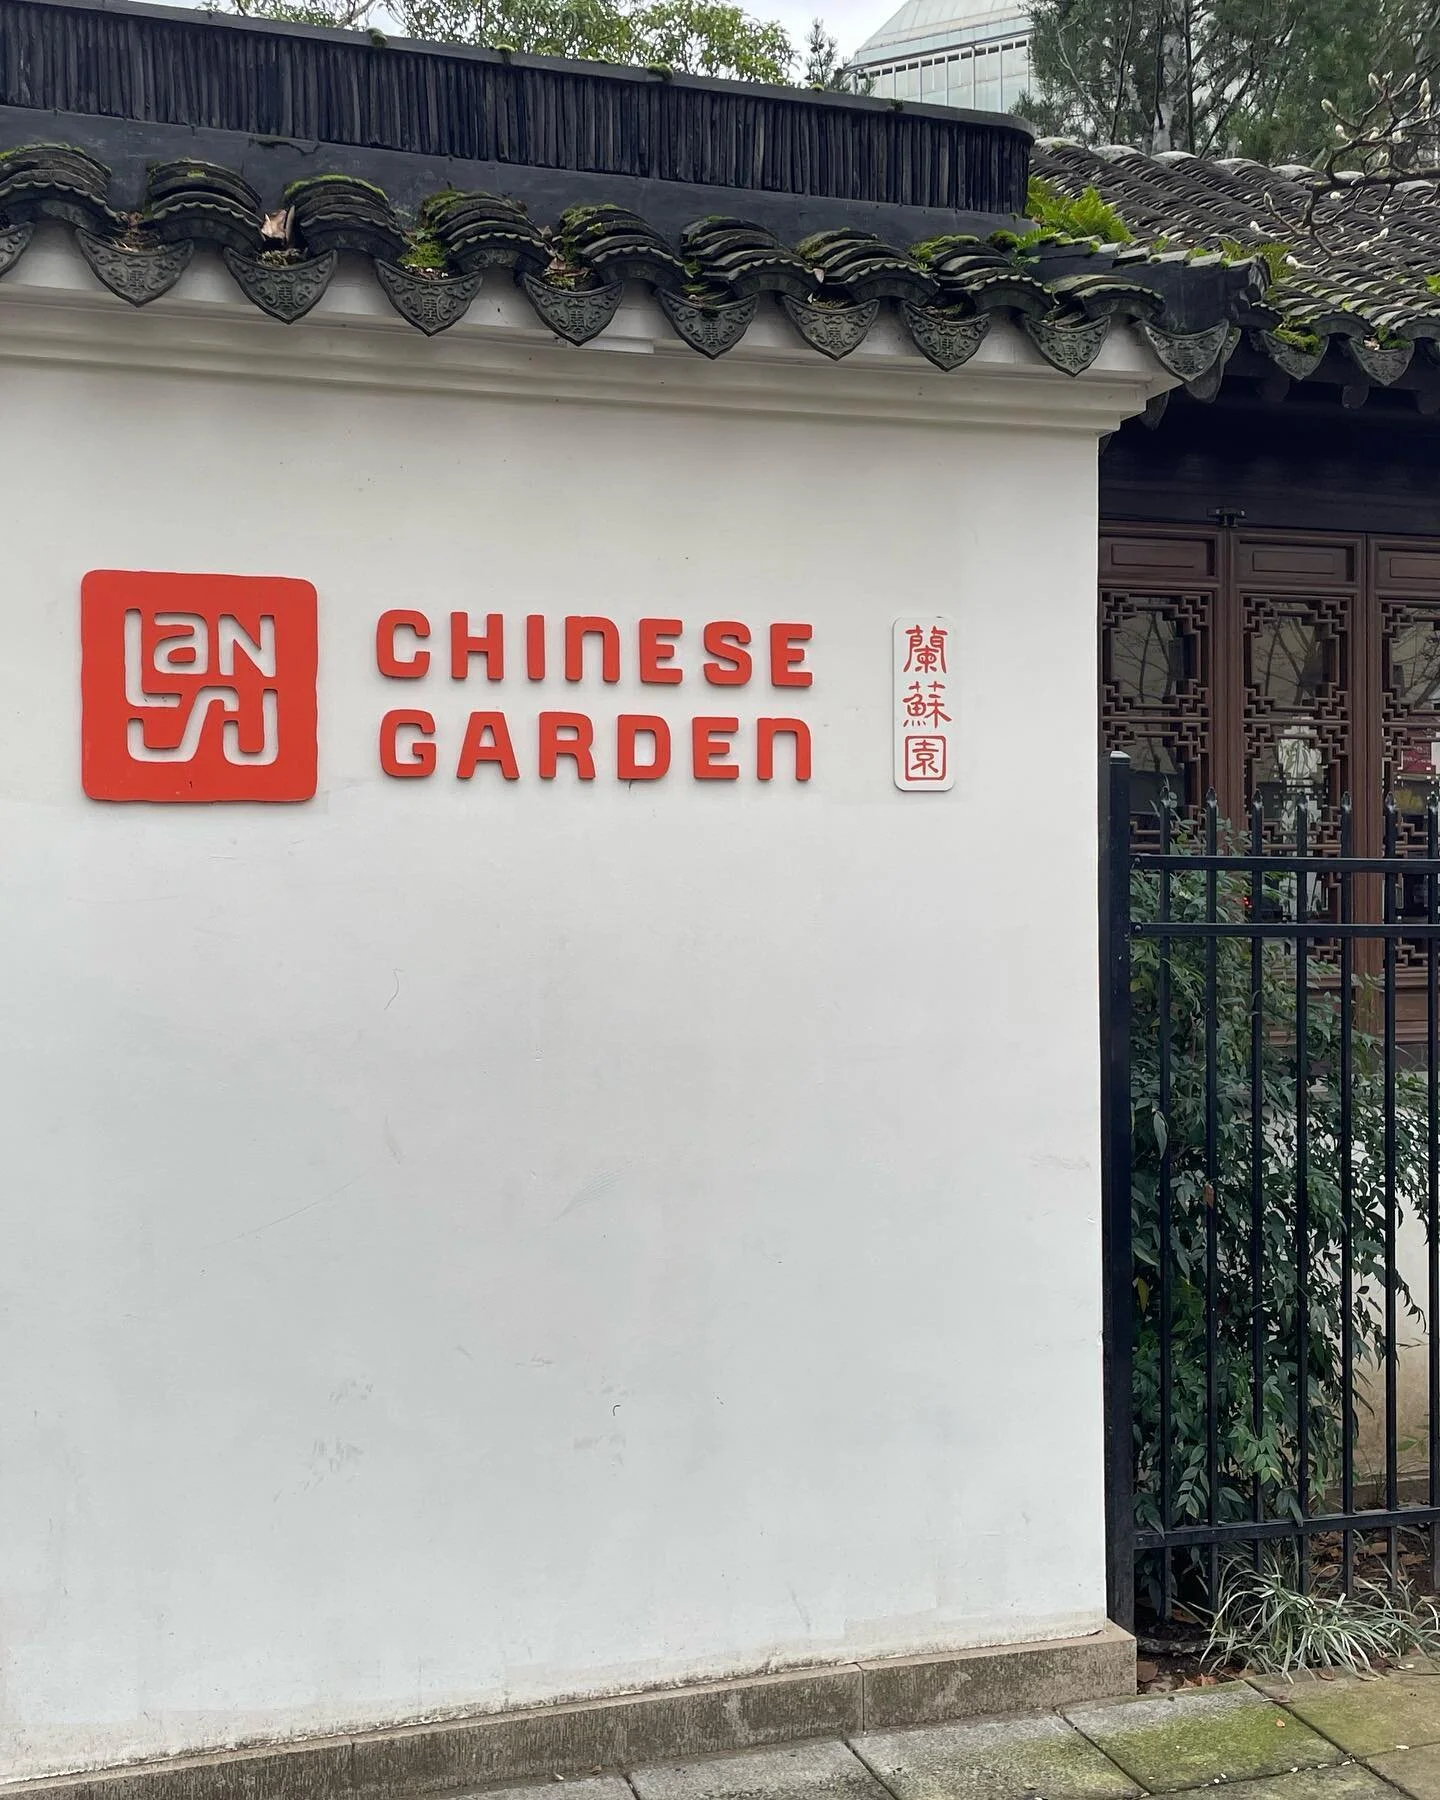 Lan
Su
CHINESE
GARDEN
蘭
蘇
園